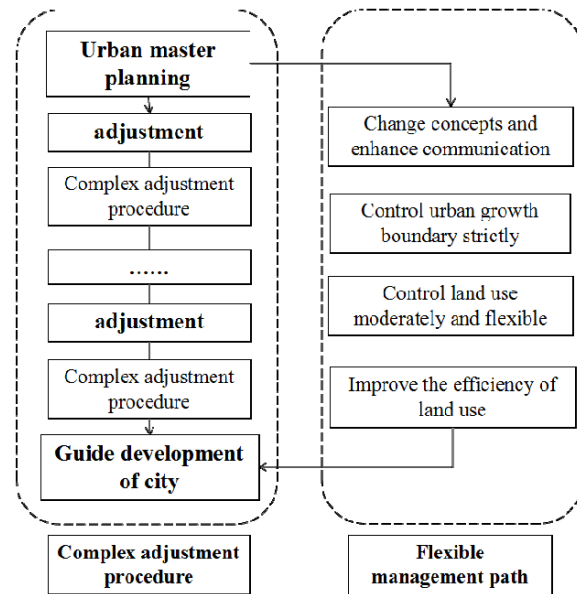 Urban master
planning
adjustment
Complex adjustment
procedure
......
adjustment
Complex adjustment
procedure
Guide development
of city
Complex adjustment
procedure
Change concepts and
enhance communication
Control urban growth
boundary strictly
Control land use
moderately and flexible
Improve the efficiency of
land use
Flexible
management path